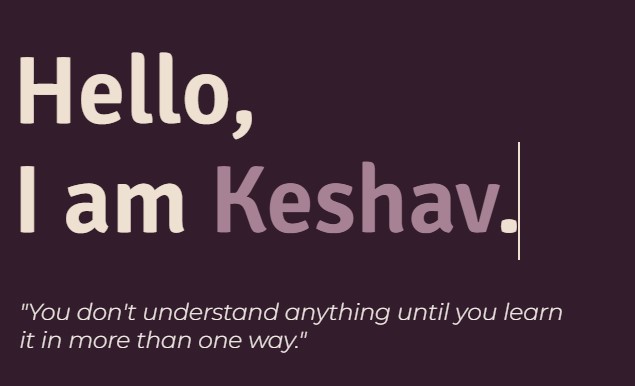 Hello,
I am Keshav.
"You don't understand anything until you learn
it in more than one way."